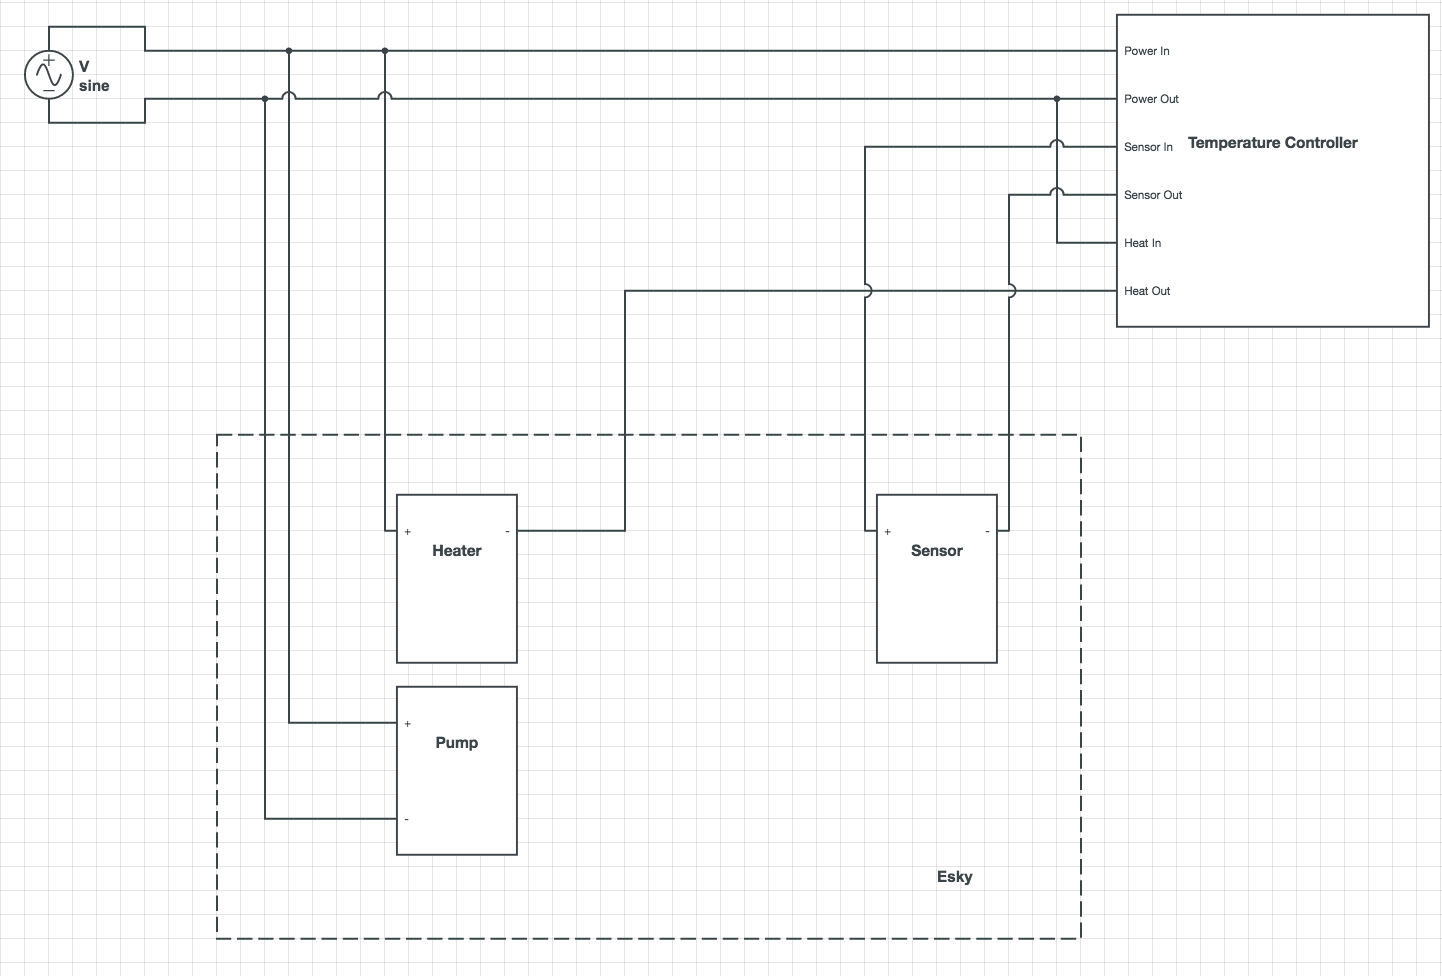 V
sine
Power In
Power Out
Sensor In
Temperature Controller
Sensor Out
Heat In
Heat Out
+ -
Heater
+ -
Sensor
+
Pump
-
Esky